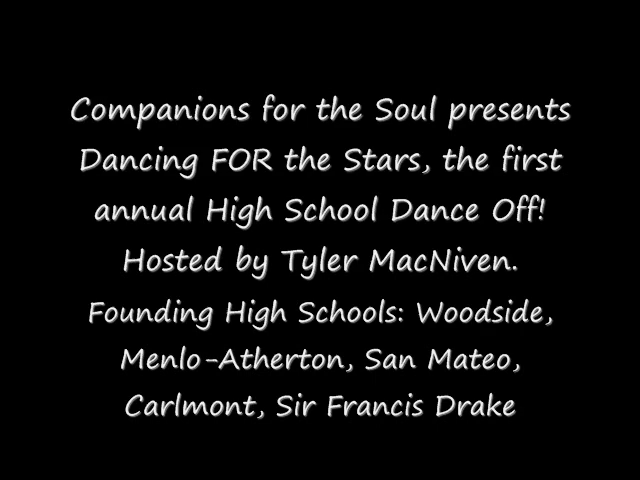 Companions for the Soul presents
Dancing FOR the Stars, the first
annual High School Dance Off!
Hosted by Tyler MacNiven.
Founding High Schools: Woodside,
Menlo-Atherton, San Mateo,
Carlmont, Sir Francis Drake